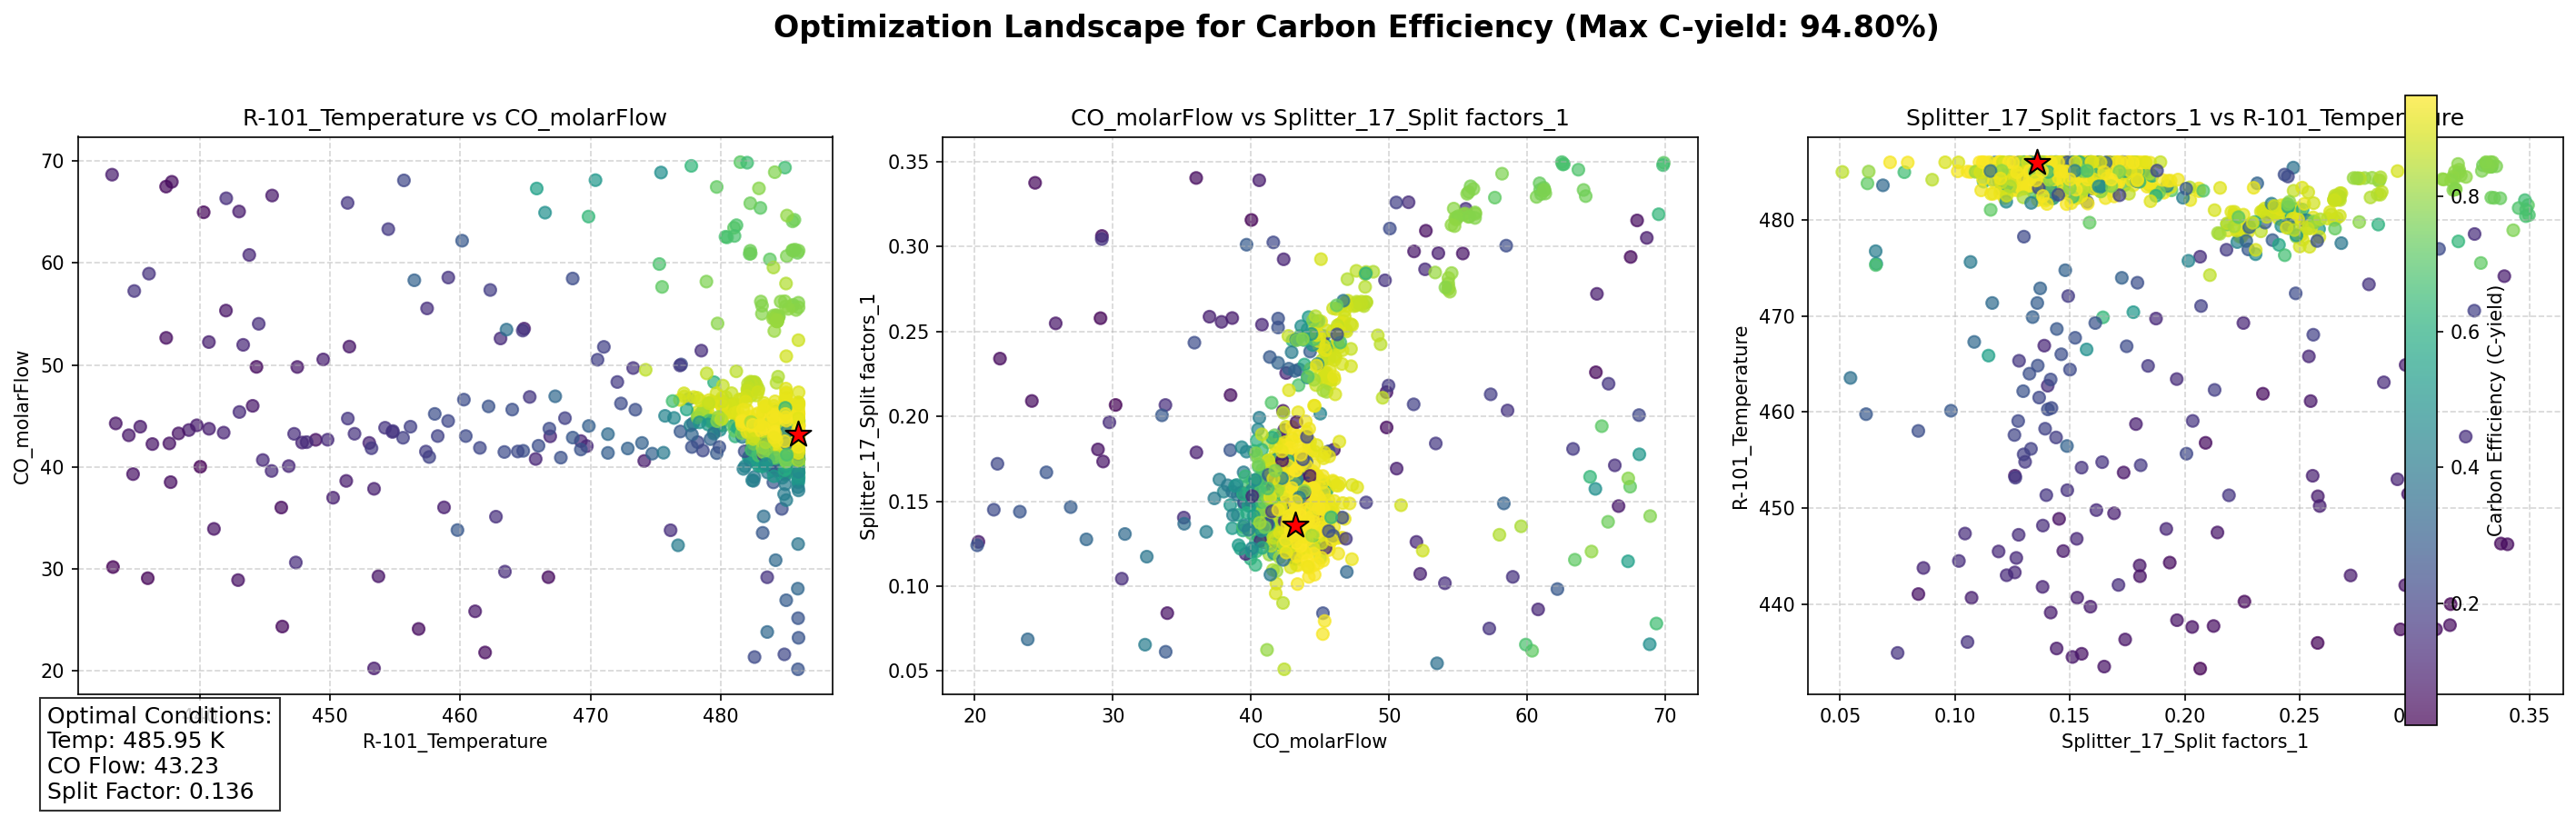 Optimization Landscape for Carbon Efficiency (Max C-yield: 94.80%)
R-101_Temperature vs CO_molarFlow
70
60
50
40
30
20
CO_molarFlow
450
460
470
480
R-101_Temperature
Optimal Conditions:
Temp: 485.95 K
CO Flow: 43.23
Split Factor: 0.136
CO_molarFlow vs Splitter_17_Split factors_1
0.35
0.30
0.25
0.20
0.15
0.10
0.05
Splitter_17_Split factors_1
20
30
40
50
60
70
CO_molarFlow
Splitter_17_Split factors_1 vs R-101_Temperature
480
470
460
450
440
R-101_Temperature
0.05
0.10
0.15
0.20
0.25
0.35
Splitter_17_Split factors_1
0.8
0.6
0.4
0.2
Carbon Efficiency (C-yield)